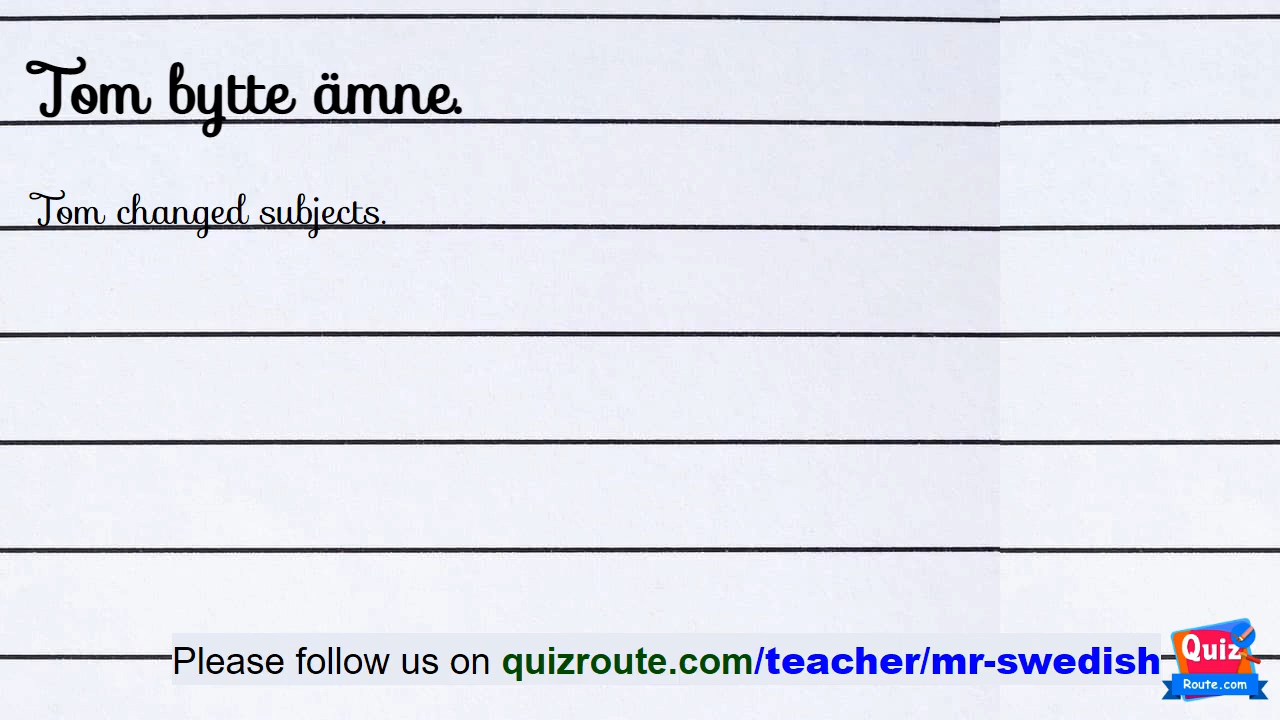 Tom bytte ämne.
Tom changed subjects.
Please follow us on quizroute.com/teacher/mr-swedish
Quiz
Route.com